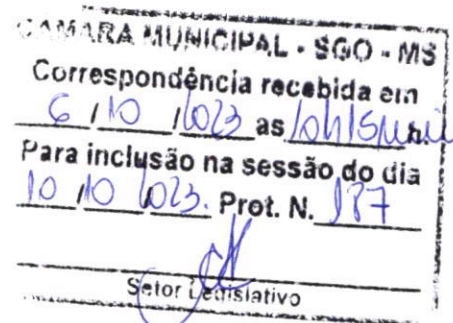 CAMARA MUNICIPAL - SGO - MS
Correspondência recebida em
6 / 10 / 2023 as 10h15min h.
Para inclusão na sessão do dia
10 / 10 / 2023. Prot. N. 187
Setor Legislativo